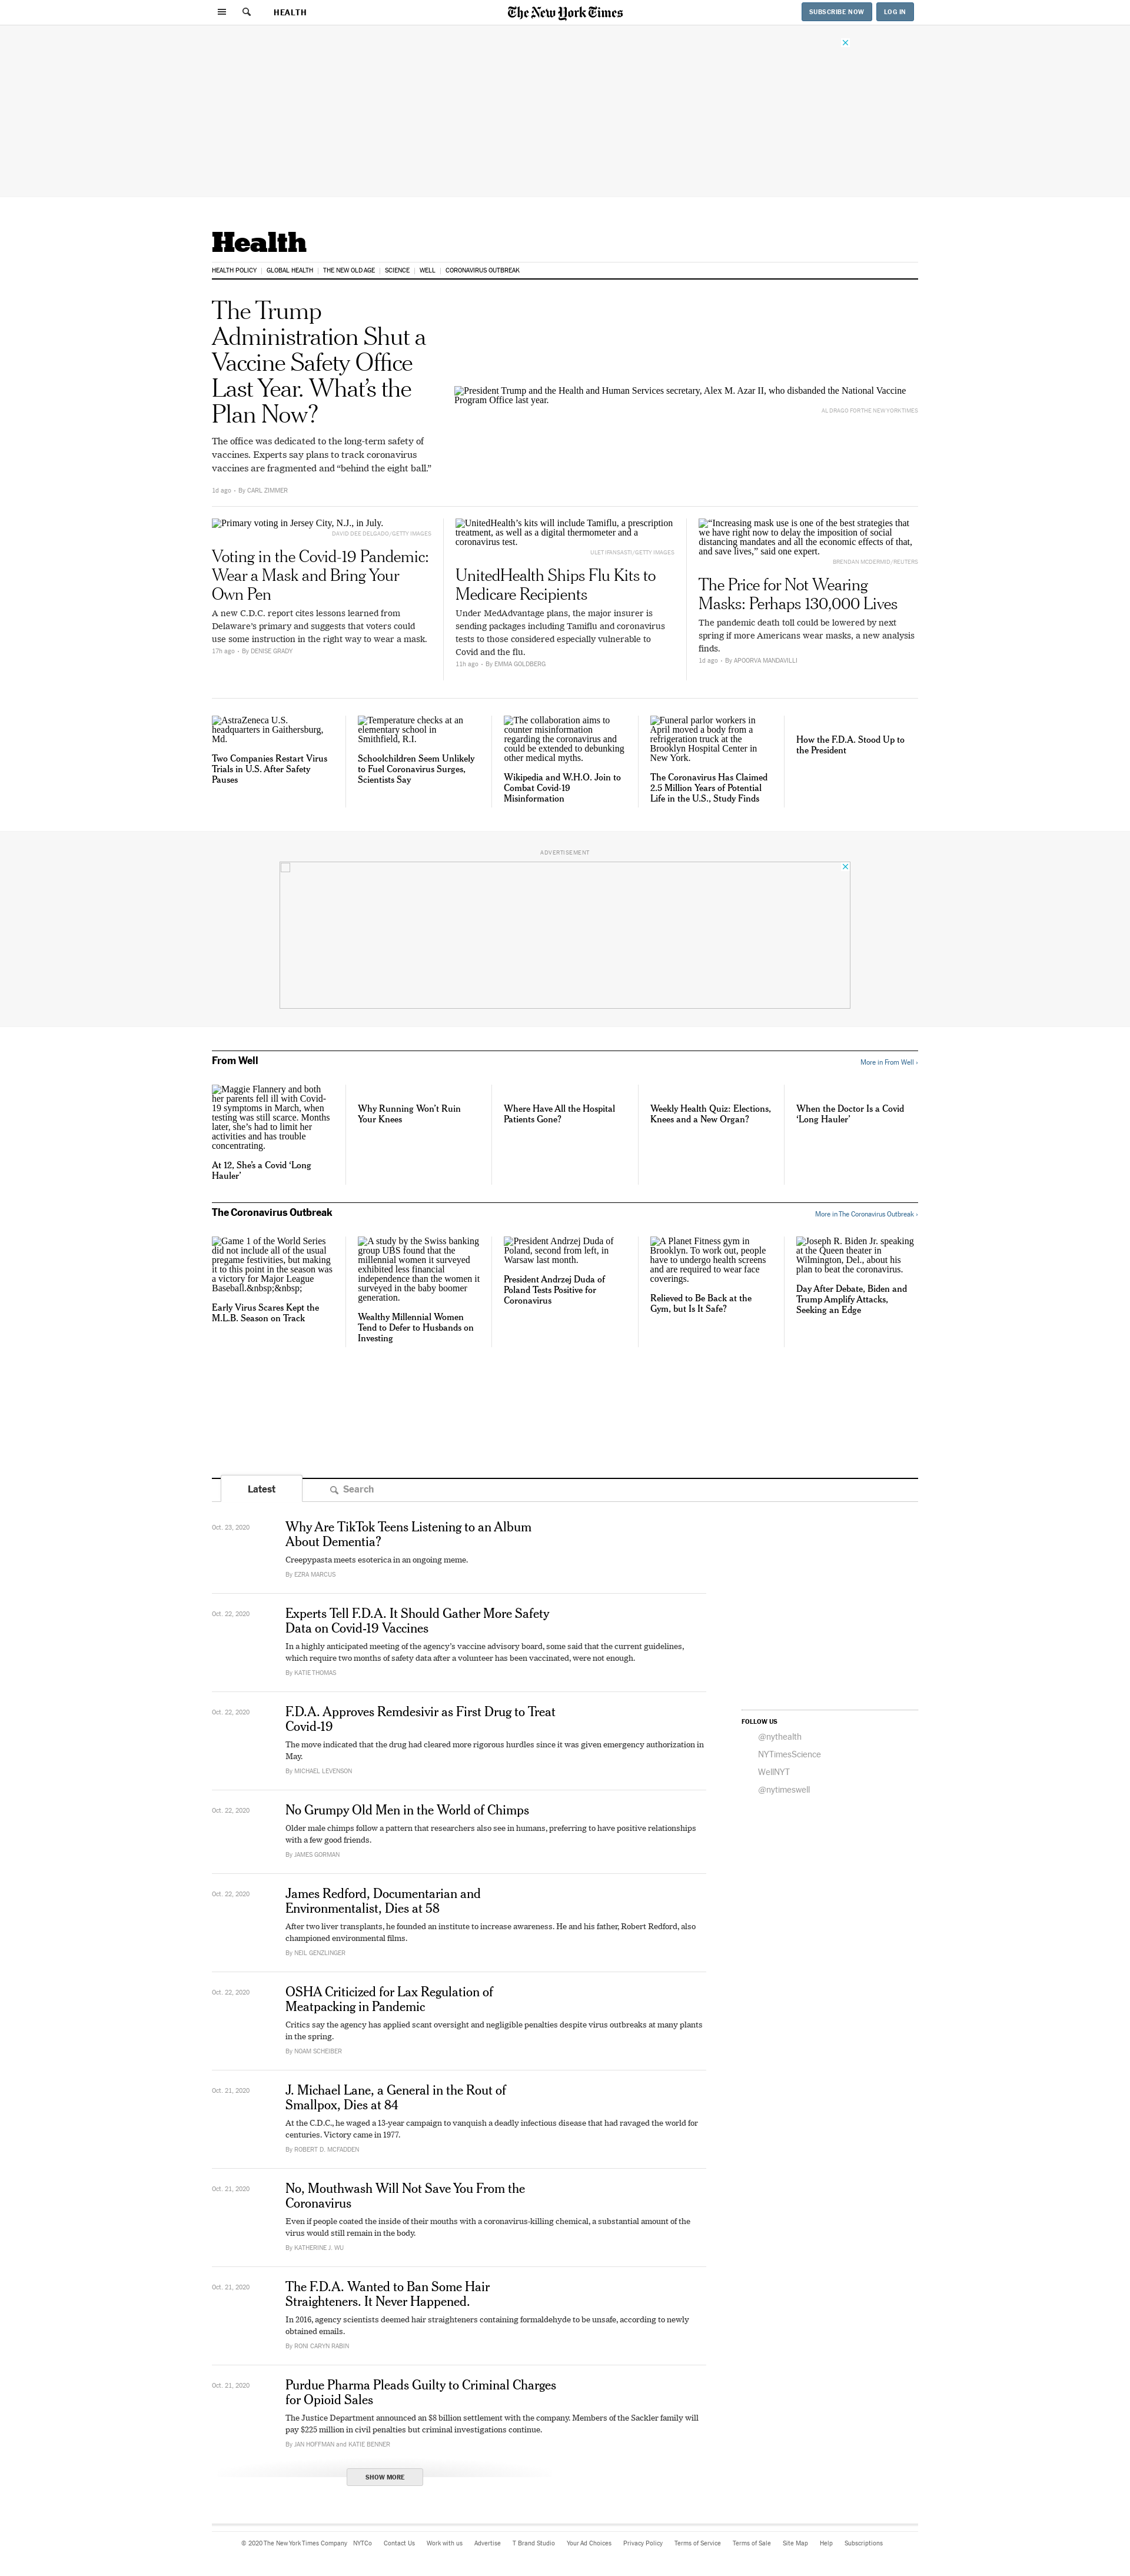 HEALTH
The New York Times
SUBSCRIBE NOW
LOG IN
Health
HEALTH POLICY
GLOBAL HEALTH
THE NEW OLD AGE
SCIENCE
WELL
CORONAVIRUS OUTBREAK
The Trump
Administration Shut a
Vaccine Safety Office
Last Year. What’s the
Plan Now?
The office was dedicated to the long-term safety of
vaccines. Experts say plans to track coronavirus
vaccines are fragmented and “behind the eight ball.”
1d ago • By CARL ZIMMER
President Trump and the Health and Human Services secretary, Alex M. Azar II, who disbanded the National Vaccine
Program Office last year.
AL DRAGO FOR THE NEW YORK TIMES
Primary voting in Jersey City, N.J., in July.
DAVID DEE DELGADO/GETTY IMAGES
Voting in the Covid-19 Pandemic:
Wear a Mask and Bring Your
Own Pen
A new C.D.C. report cites lessons learned from
Delaware’s primary and suggests that voters could
use some instruction in the right way to wear a mask.
17h ago • By DENISE GRADY
UnitedHealth’s kits will include Tamiflu, a prescription
treatment, as well as a digital thermometer and a
coronavirus test.
ULET IFANSASTI/GETTY IMAGES
UnitedHealth Ships Flu Kits to
Medicare Recipients
Under MedAdvantage plans, the major insurer is
sending packages including Tamiflu and coronavirus
tests to those considered especially vulnerable to
Covid and the flu.
11h ago • By EMMA GOLDBERG
“Increasing mask use is one of the best strategies that
we have right now to delay the imposition of social
distancing mandates and all the economic effects of that,
and save lives,” said one expert.
BRENDAN MCDERMID/REUTERS
The Price for Not Wearing
Masks: Perhaps 130,000 Lives
The pandemic death toll could be lowered by next
spring if more Americans wear masks, a new analysis
finds.
1d ago • By APOORVA MANDAVILLI
AstraZeneca U.S.
headquarters in Gaithersburg,
Md.
Two Companies Restart Virus
Trials in U.S. After Safety
Pauses
Temperature checks at an
elementary school in
Smithfield, R.I.
Schoolchildren Seem Unlikely
to Fuel Coronavirus Surges,
Scientists Say
The collaboration aims to
counter misinformation
regarding the coronavirus and
could be extended to debunking
other medical myths.
Wikipedia and W.H.O. Join to
Combat Covid-19
Misinformation
Funeral parlor workers in
April moved a body from a
refrigeration truck at the
Brooklyn Hospital Center in
New York.
The Coronavirus Has Claimed
2.5 Million Years of Potential
Life in the U.S., Study Finds
How the F.D.A. Stood Up to
the President
ADVERTISEMENT
From Well
More in From Well ›
Maggie Flannery and both
her parents fell ill with Covid-
19 symptoms in March, when
testing was still scarce. Months
later, she’s had to limit her
activities and has trouble
concentrating.
At 12, She’s a Covid ‘Long
Hauler’
Why Running Won’t Ruin
Your Knees
Where Have All the Hospital
Patients Gone?
Weekly Health Quiz: Elections,
Knees and a New Organ?
When the Doctor Is a Covid
‘Long Hauler’
The Coronavirus Outbreak
More in The Coronavirus Outbreak ›
Game 1 of the World Series
did not include all of the usual
pregame festivities, but making
it to this point in the season was
a victory for Major League
Baseball.&nbsp;&nbsp;
Early Virus Scares Kept the
M.L.B. Season on Track
A study by the Swiss banking
group UBS found that the
millennial women it surveyed
exhibited less financial
independence than the women it
surveyed in the baby boomer
generation.
Wealthy Millennial Women
Tend to Defer to Husbands on
Investing
President Andrzej Duda of
Poland, second from left, in
Warsaw last month.
President Andrzej Duda of
Poland Tests Positive for
Coronavirus
A Planet Fitness gym in
Brooklyn. To work out, people
have to undergo health screens
and are required to wear face
coverings.
Relieved to Be Back at the
Gym, but Is It Safe?
Joseph R. Biden Jr. speaking
at the Queen theater in
Wilmington, Del., about his
plan to beat the coronavirus.
Day After Debate, Biden and
Trump Amplify Attacks,
Seeking an Edge
Latest
Search
Oct. 23, 2020
Why Are TikTok Teens Listening to an Album
About Dementia?
Creepypasta meets esoterica in an ongoing meme.
By EZRA MARCUS
Oct. 22, 2020
Experts Tell F.D.A. It Should Gather More Safety
Data on Covid-19 Vaccines
In a highly anticipated meeting of the agency’s vaccine advisory board, some said that the current guidelines,
which require two months of safety data after a volunteer has been vaccinated, were not enough.
By KATIE THOMAS
Oct. 22, 2020
F.D.A. Approves Remdesivir as First Drug to Treat
Covid-19
The move indicated that the drug had cleared more rigorous hurdles since it was given emergency authorization in
May.
By MICHAEL LEVENSON
Oct. 22, 2020
No Grumpy Old Men in the World of Chimps
Older male chimps follow a pattern that researchers also see in humans, preferring to have positive relationships
with a few good friends.
By JAMES GORMAN
Oct. 22, 2020
James Redford, Documentarian and
Environmentalist, Dies at 58
After two liver transplants, he founded an institute to increase awareness. He and his father, Robert Redford, also
championed environmental films.
By NEIL GENZLINGER
Oct. 22, 2020
OSHA Criticized for Lax Regulation of
Meatpacking in Pandemic
Critics say the agency has applied scant oversight and negligible penalties despite virus outbreaks at many plants
in the spring.
By NOAM SCHEIBER
Oct. 21, 2020
J. Michael Lane, a General in the Rout of
Smallpox, Dies at 84
At the C.D.C., he waged a 13-year campaign to vanquish a deadly infectious disease that had ravaged the world for
centuries. Victory came in 1977.
By ROBERT D. MCFADDEN
Oct. 21, 2020
No, Mouthwash Will Not Save You From the
Coronavirus
Even if people coated the inside of their mouths with a coronavirus-killing chemical, a substantial amount of the
virus would still remain in the body.
By KATHERINE J. WU
Oct. 21, 2020
The F.D.A. Wanted to Ban Some Hair
Straighteners. It Never Happened.
In 2016, agency scientists deemed hair straighteners containing formaldehyde to be unsafe, according to newly
obtained emails.
By RONI CARYN RABIN
Oct. 21, 2020
Purdue Pharma Pleads Guilty to Criminal Charges
for Opioid Sales
The Justice Department announced an $8 billion settlement with the company. Members of the Sackler family will
pay $225 million in civil penalties but criminal investigations continue.
By JAN HOFFMAN and KATIE BENNER
SHOW MORE
FOLLOW US
@nythealth
NYTimesScience
WellNYT
@nytimeswell
© 2020 The New York Times Company NYTCo Contact Us Work with us Advertise T Brand Studio Your Ad Choices Privacy Policy Terms of Service Terms of Sale Site Map Help Subscriptions